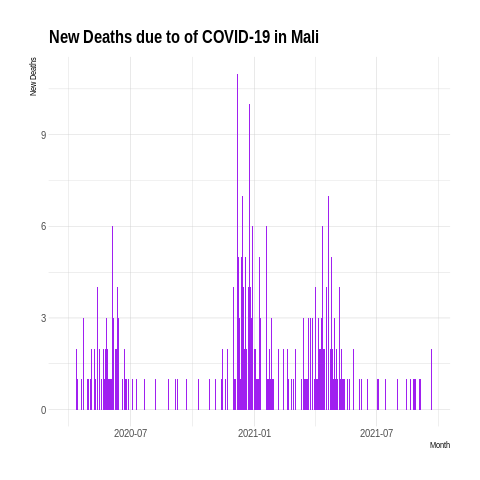 New Deaths due to of COVID-19 in Mali
New Deaths
9
6
3
0
2020-07
2021-01
2021-07
Month